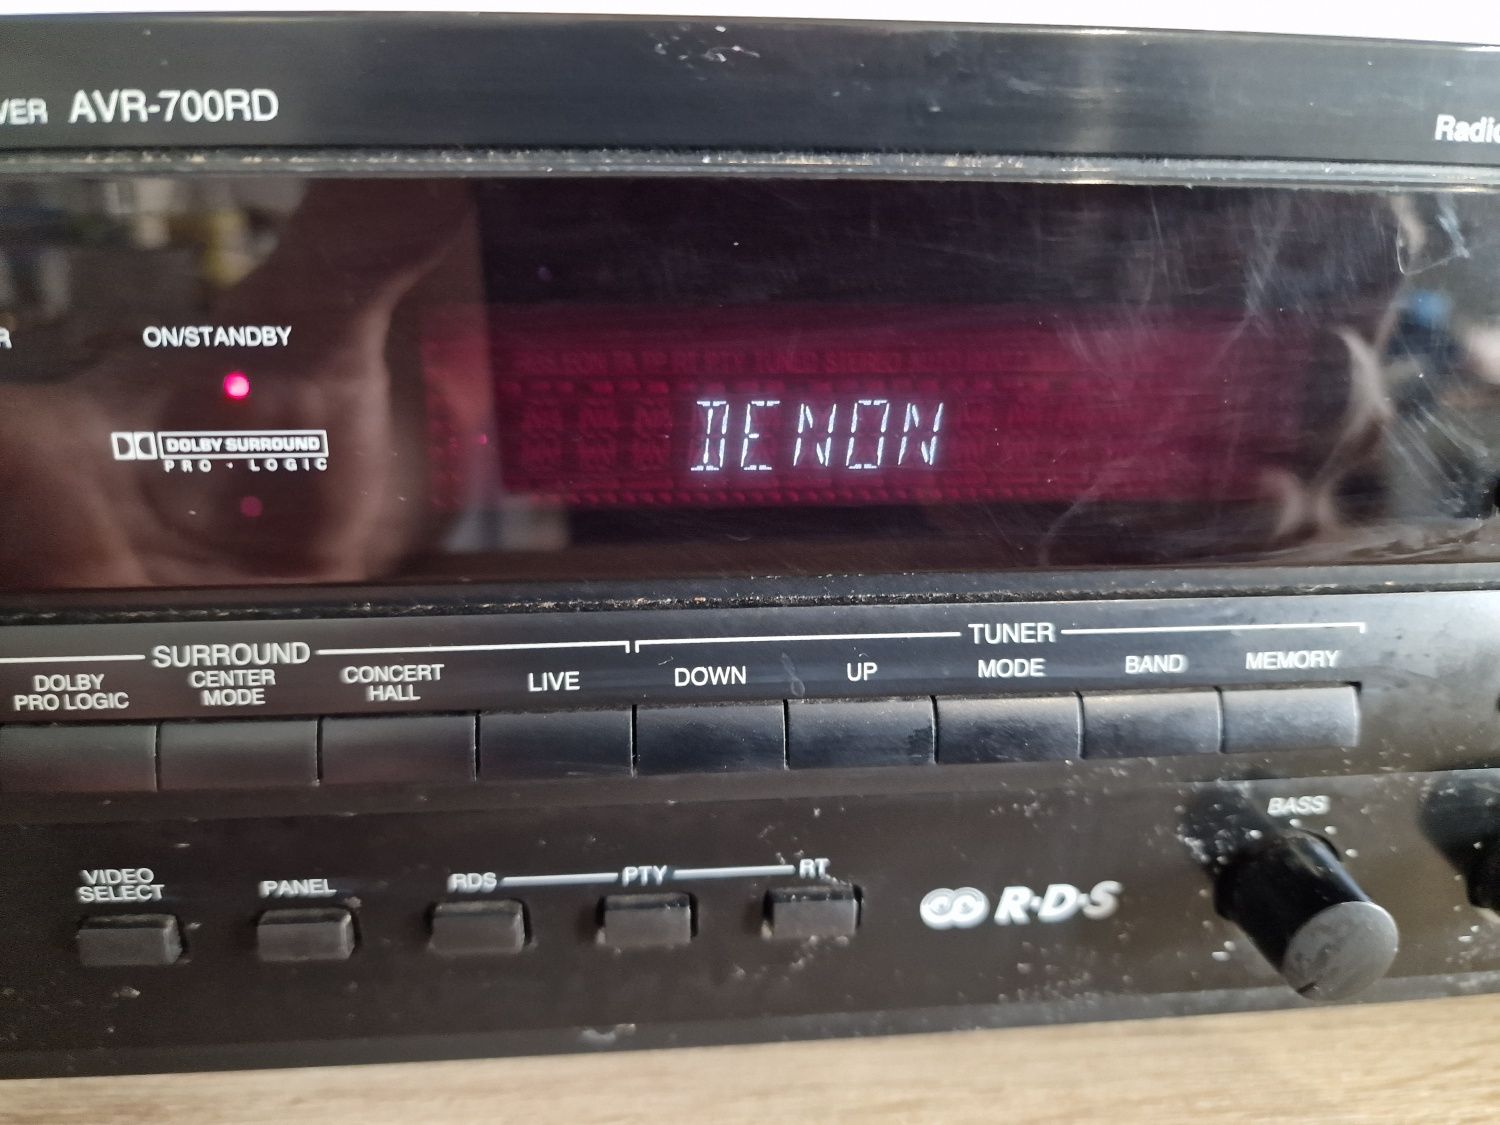 AVR-700RD
Radio
ON/STANDBY
DOLBY SURROUND
PRO · LOGIC
DENON
SURROUND
TUNER
DOLBY
PRO LOGIC
CENTER
MODE
CONCERT
HALL
LIVE
DOWN
UP
MODE
BAND
MEMORY
VIDEO
SELECT
PANEL
RDS
PTY
RT
R·D·S
BASS